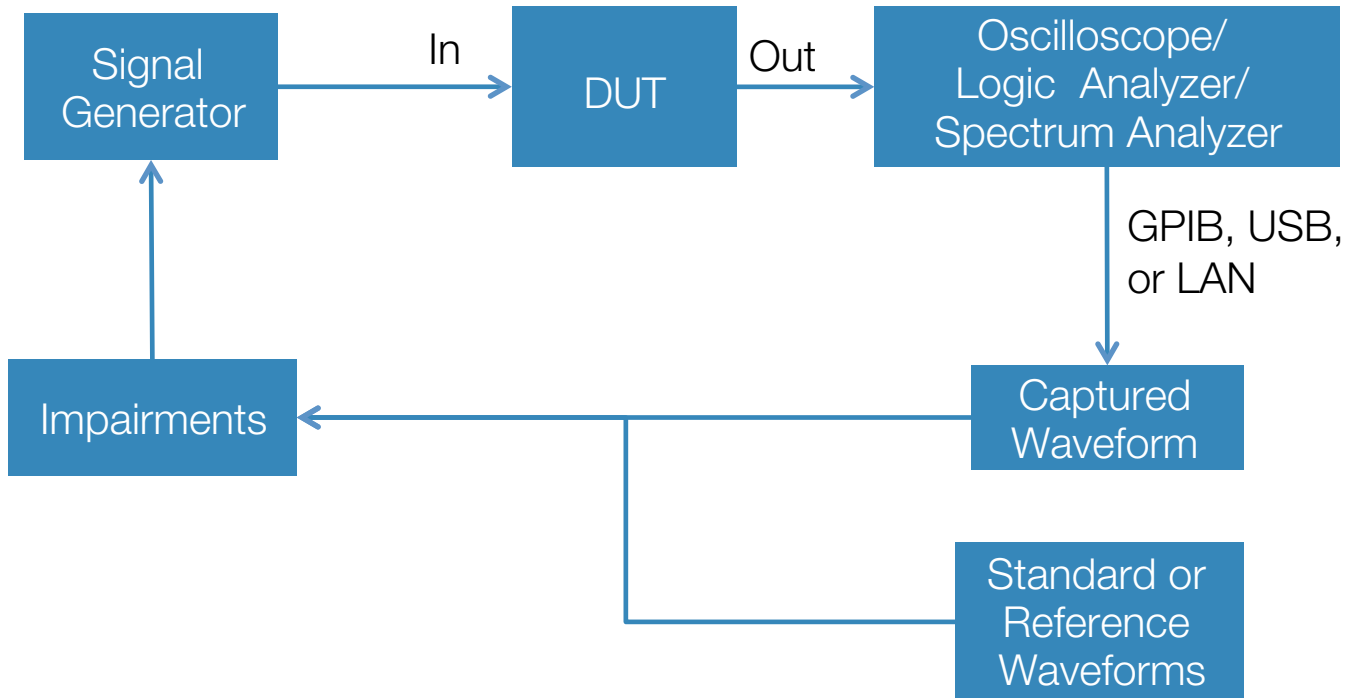 Signal
Generator
In
DUT
Out
Oscilloscope/
Logic Analyzer/
Spectrum Analyzer
GPIB, USB,
or LAN
Impairments
Captured
Waveform
Standard or
Reference
Waveforms